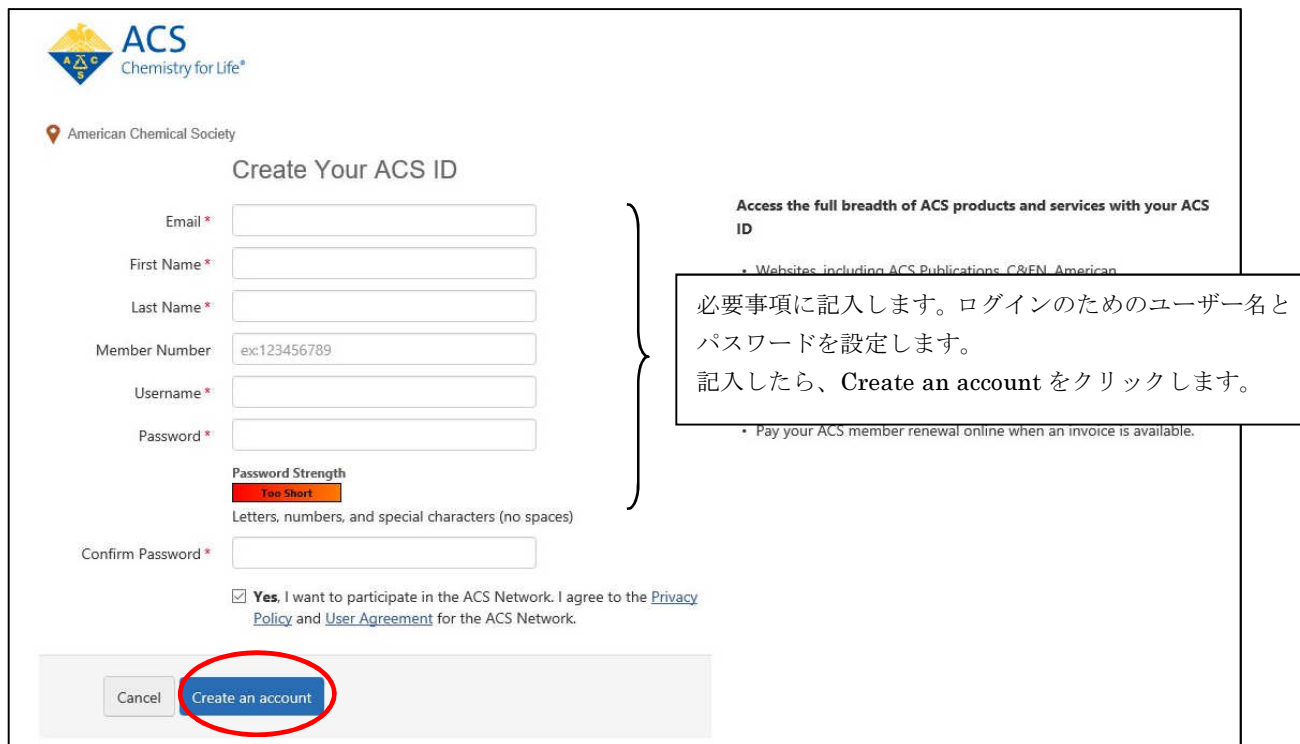 ACS
Chemistry for Life®
A C S
American Chemical Society
Create Your ACS ID
Email *
First Name *
Last Name *
Member Number ex:123456789
Username *
Password *
Password Strength
Too Short
Letters, numbers, and special characters (no spaces)
Confirm Password *
Yes, I want to participate in the ACS Network. I agree to the Privacy
Policy and User Agreement for the ACS Network.
Cancel Create an account
Access the full breadth of ACS products and services with your ACS
ID
• Websites, including ACS Publications, C&EN, American
必要事項に記入します。ログインのためのユーザー名と
パスワードを設定します。
記入したら、Create an account をクリックします。
• Pay your ACS member renewal online when an invoice is available.